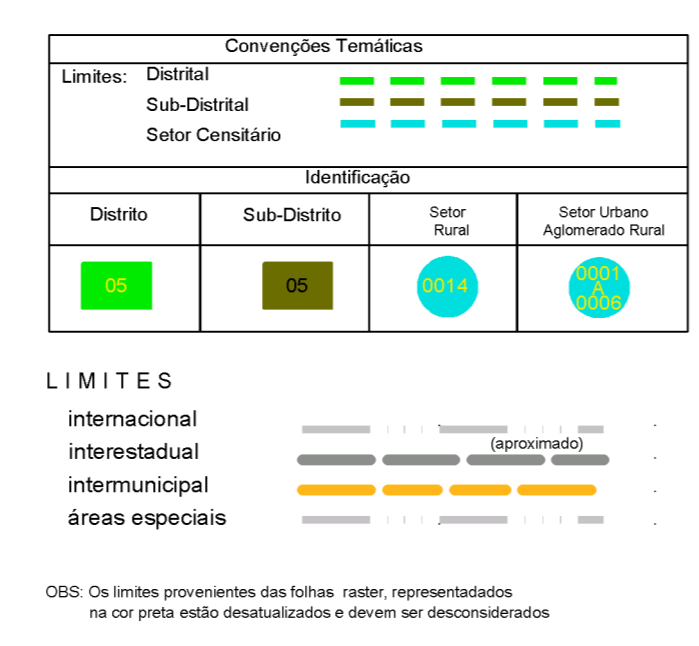 Convenções Temáticas
Limites: Distrital
Sub-Distrital
Setor Censitário
Identificação
Distrito
Sub-Distrito
Setor
Rural
Setor Urbano
Aglomerado Rural
05
05
0014
0001
A
0006
LIMITES
internacional
interestadual (aproximado)
intermunicipal
áreas especiais
OBS: Os limites provenientes das folhas raster, representadados
na cor preta estão desatualizados e devem ser desconsiderados